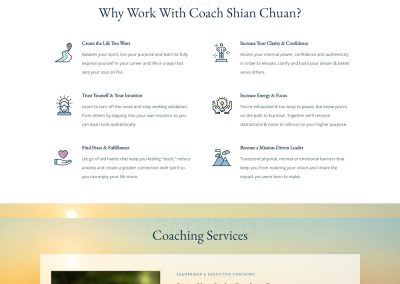 Why Work With Coach Shian Chuan?
Create the Life You Want
Awaken your spirit, live your purpose and learn to fully
express yourself in your career and life in a way that
sets your soul on fire.
Increase Your Clarity & Confidence
Access your internal power, confidence and authenticity
in order to elevate, clarify and build your dream & better
serve others.
Trust Yourself & Your Intuition
Learn to turn off the noise and stop seeking validation
from others by tapping into your own intuition so you
can lead more authentically.
Increase Energy & Focus
You're exhausted & too busy to pause, but know you're
on the path to burnout. Together we'll remove
distractions & noise to refocus on your higher purpose.
Find Peace & Fulfillment
Let go of old habits that keep you feeling "stuck," reduce
anxiety and create a greater connection with spirit so
you can enjoy your life more.
Become a Mission-Driven Leader
Transcend physical, mental or emotional barriers that
keep you from realizing your vision and create the
impact you were born to make.
Coaching Services
LEADERSHIP & EXECUTIVE COACHING